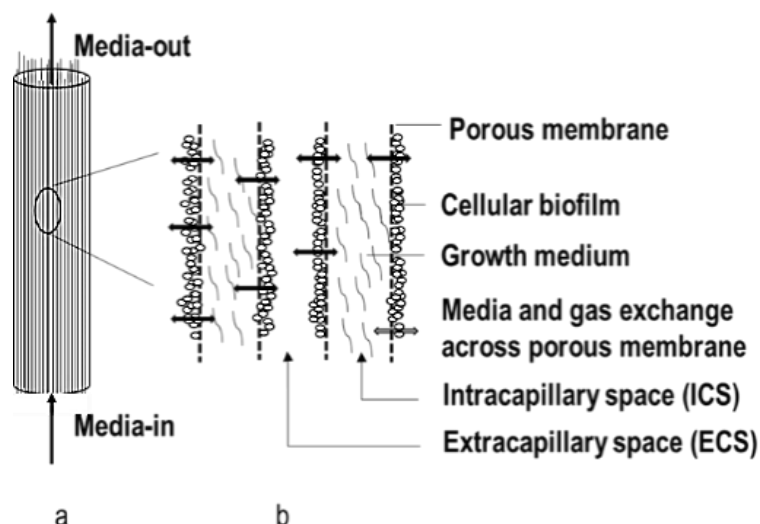 Media-out
Porous membrane
Cellular biofilm
Growth medium
Media and gas exchange
across porous membrane
Intracapillary space (ICS)
Media-in
Extracapillary space (ECS)
a
b